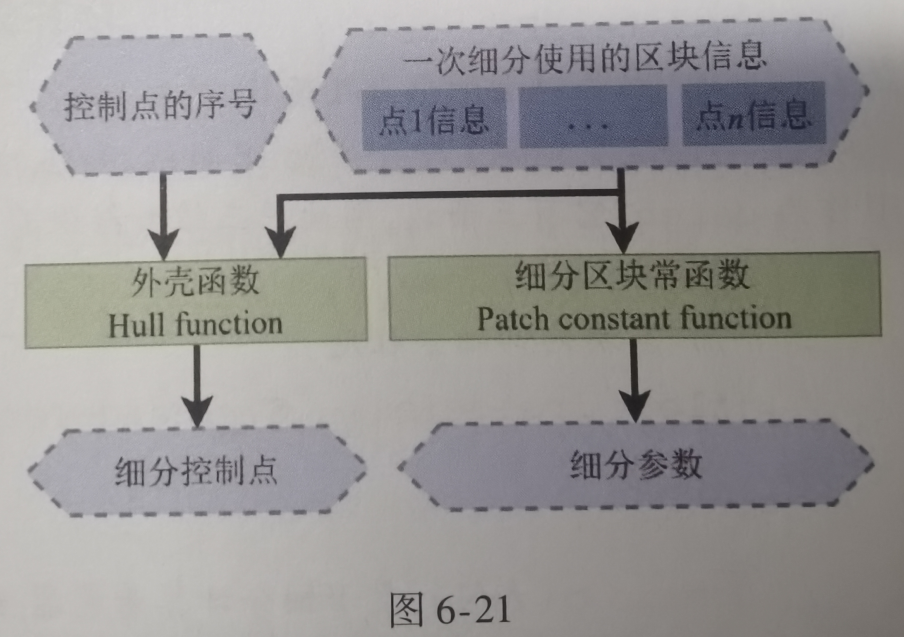 控制点的序号
一次细分使用的区块信息
点1信息
...
点n信息
外壳函数
Hull function
细分区块常函数
Patch constant function
细分控制点
细分参数
图 6-21